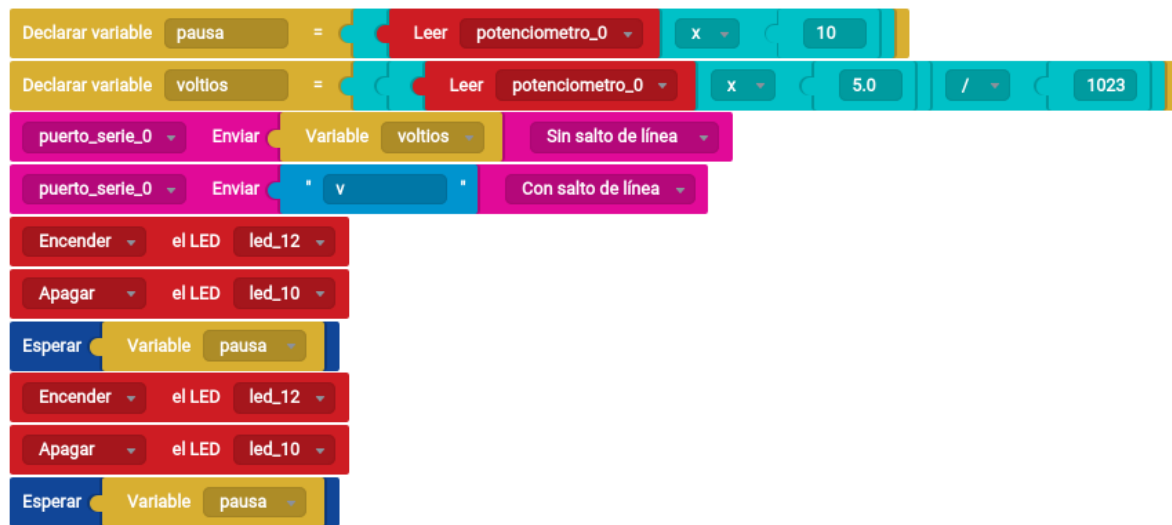 Declarar variable pausa = Leer potenciometro_0 x 10
Declarar variable voltios = Leer potenciometro_0 x 5.0 / 1023
puerto_serie_0 Enviar Variable voltios Sin salto de línea
puerto_serie_0 Enviar " v " Con salto de línea
Encender el LED led_12
Apagar el LED led_10
Esperar Variable pausa
Encender el LED led_12
Apagar el LED led_10
Esperar Variable pausa